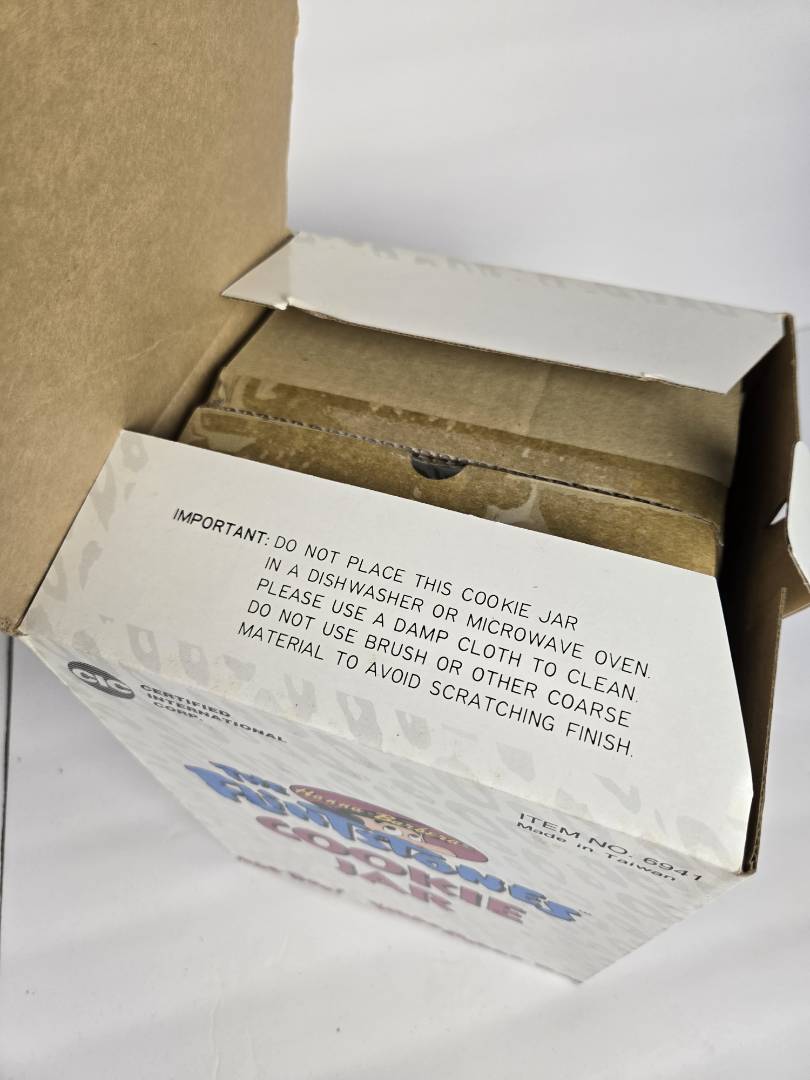 IMPORTANT: DO NOT PLACE THIS COOKIE JAR
IN A DISHWASHER OR MICROWAVE OVEN.
PLEASE USE A DAMP CLOTH TO CLEAN.
DO NOT USE BRUSH OR OTHER COARSE
MATERIAL TO AVOID SCRATCHING FINISH.
CIC
CERTIFIED
INTERNATIONAL
CORP.
ITEM NO. 6941
Made in Taiwan
Hanna-Barbera
THE
FLINTSTONES
COOKIE
JAR